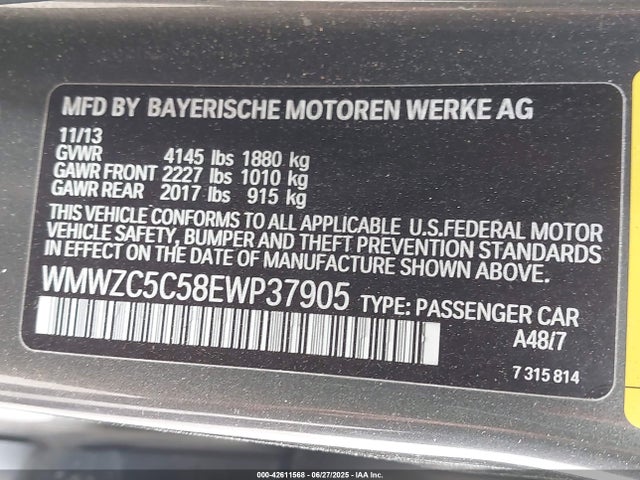 MFD BY BAYERISCHE MOTOREN WERKE AG
11/13
GVWR 4145 lbs 1880 kg
GAWR FRONT 2227 lbs 1010 kg
GAWR REAR 2017 lbs 915 kg
THIS VEHICLE CONFORMS TO ALL APPLICABLE U.S.FEDERAL MOTOR
VEHICLE SAFETY, BUMPER AND THEFT PREVENTION STANDARDS
IN EFFECT ON THE DATE OF MANUFACTURE SHOWN ABOVE.
WMWZC5C58EWP37905 TYPE: PASSENGER CAR
A48/7
7 315 814
000-42611568 | 06/27/2025 | IAAI.COM